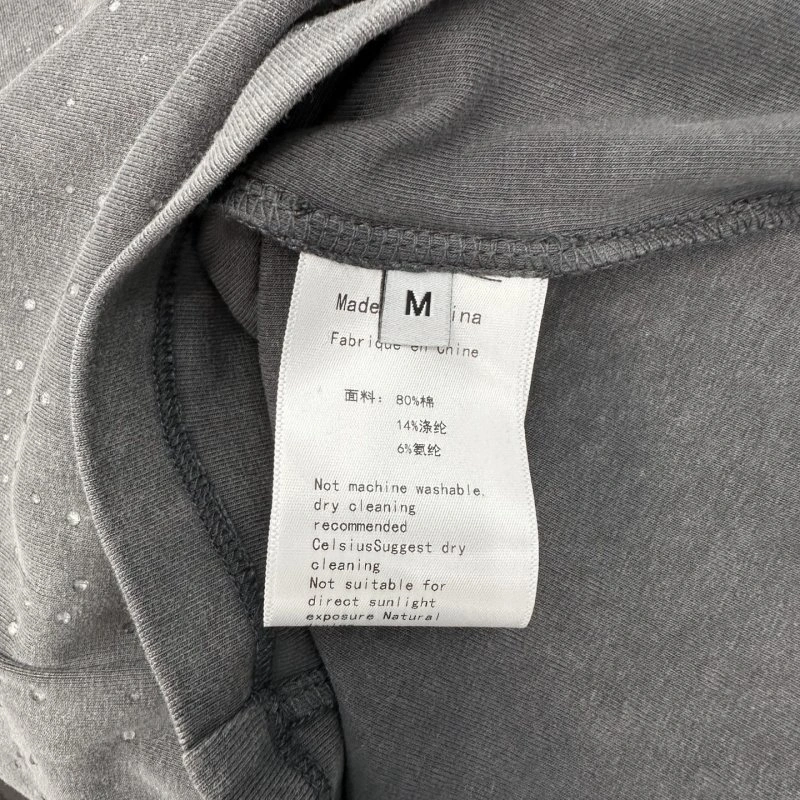 M
Made ina
Fabrique en Chine
面料: 80%棉
14%涤纶
6%氨纶
Not machine washable.
dry cleaning
recommended
CelsiusSuggest dry
cleaning
Not suitable for
direct sunlight
exposure Natural